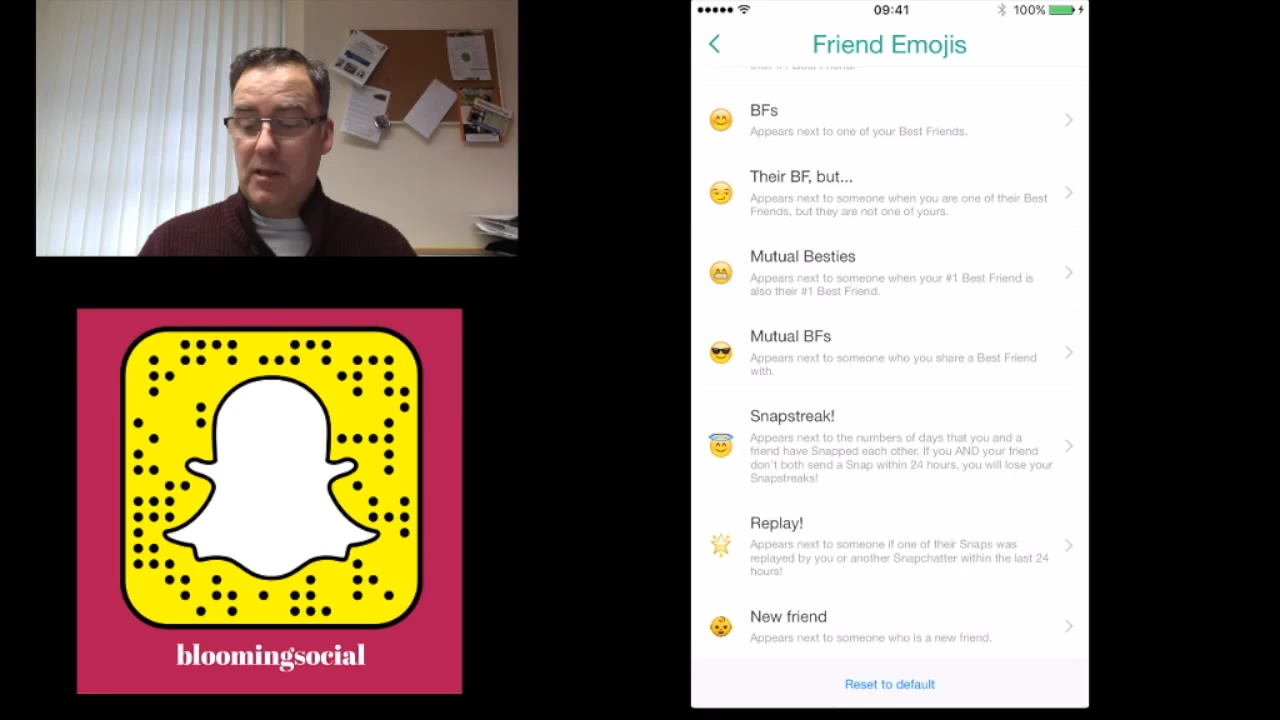 09:41
100%
Friend Emojis
their #1 Best Friend.
BFs
Appears next to one of your Best Friends.
Their BF, but...
Appears next to someone when you are one of their Best
Friends, but they are not one of yours.
Mutual Besties
Appears next to someone when your #1 Best Friend is
also their #1 Best Friend.
Mutual BFs
Appears next to someone who you share a Best Friend
with.
Snapstreak!
Appears next to the numbers of days that you and a
friend have Snapped each other. If you AND your friend
don't both send a Snap within 24 hours, you will lose your
Snapstreaks!
Replay!
Appears next to someone if one of their Snaps was
replayed by you or another Snapchatter within the last 24
hours!
New friend
Appears next to someone who is a new friend.
Reset to default
bloomingsocial